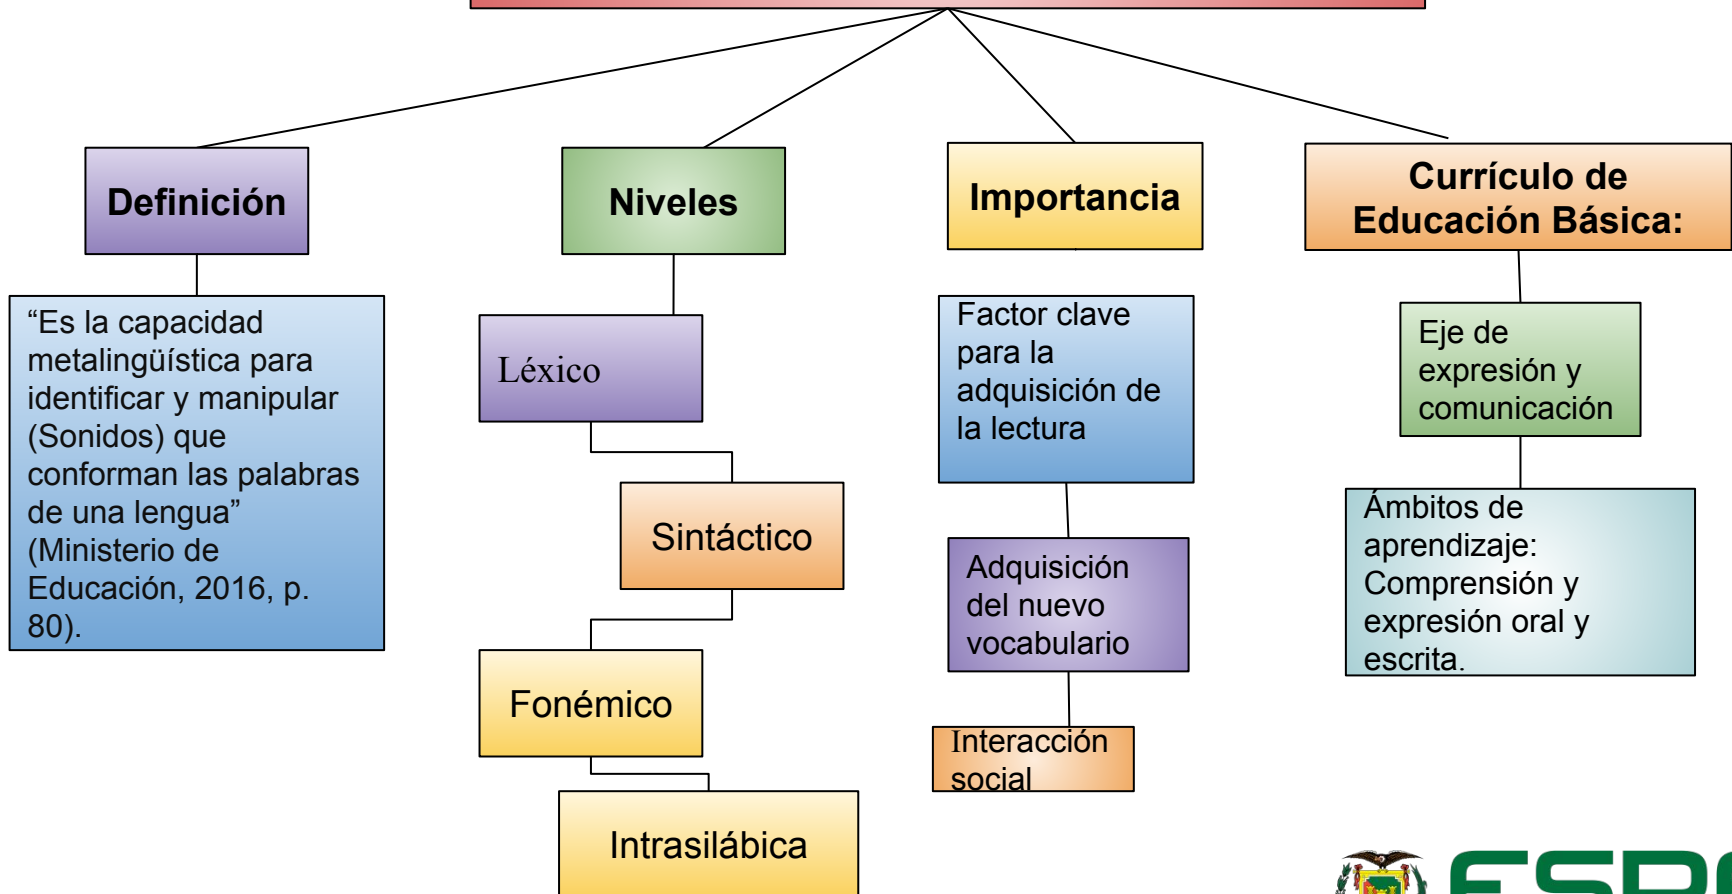 Definición
Niveles
Importancia
Currículo de
Educación Básica:
“Es la capacidad
metalingüística para
identificar y manipular
(Sonidos) que
conforman las palabras
de una lengua”
(Ministerio de
Educación, 2016, p.
80).
Léxico
Sintáctico
Fonémico
Intrasilábica
Factor clave
para la
adquisición de
la lectura
Adquisición
del nuevo
vocabulario
Interacción
social
Eje de
expresión y
comunicación
Ámbitos de
aprendizaje:
Comprensión y
expresión oral y
escrita.